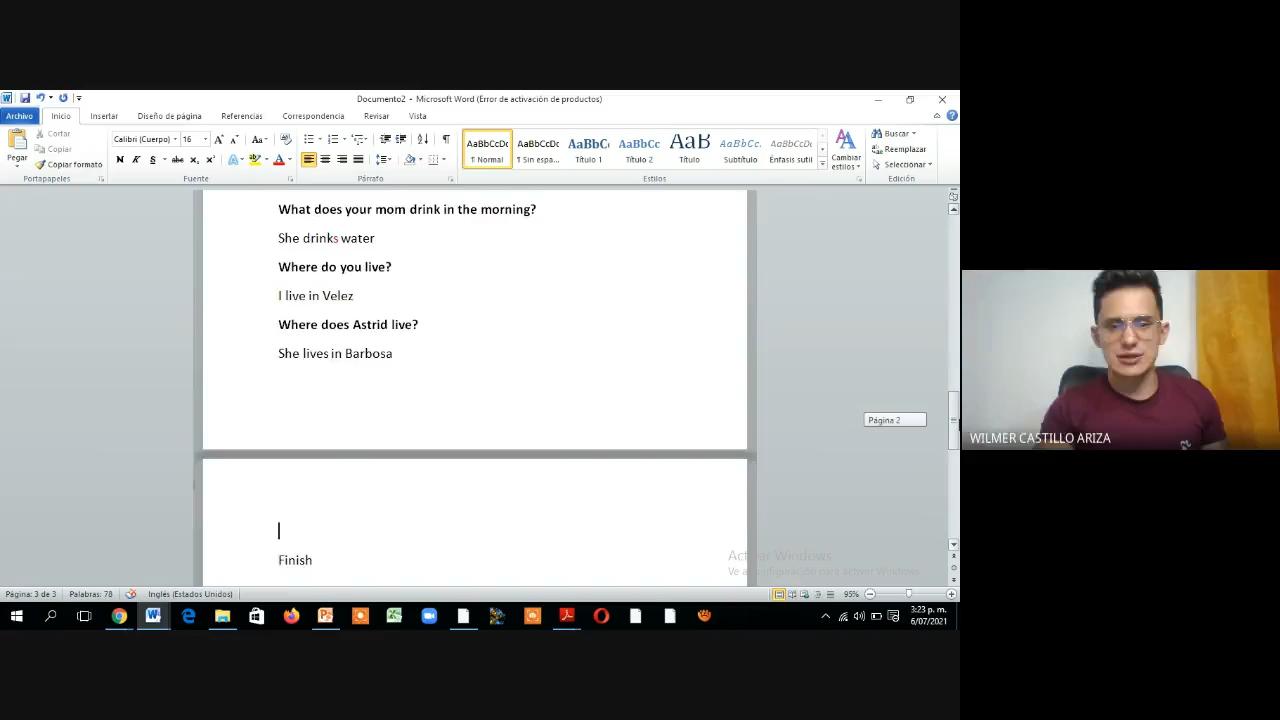 Documento2 - Microsoft Word (Error de activación de productos)
Archivo Inicio Insertar Diseño de página Referencias Correspondencia Revisar Vista
Pegar
Cortar
Copiar
Copiar formato
Portapapeles
Calibri (Cuerpo) 16
Fuente
Párrafo
AaBbCcDc AaBbCcDc AaBbC AaBbCc AaB AaBbCc. AaBbCcDc
¶ Normal ¶ Sin espa... Título 1 Título 2 Título Subtítulo Énfasis sutil
Cambiar estilos
Estilos
Buscar
Reemplazar
Seleccionar
Edición
What does your mom drink in the morning?
She drinks water
Where do you live?
I live in Velez
Where does Astrid live?
She lives in Barbosa
Página 2
WILMER CASTILLO ARIZA
Finish
Activar Windows
Ve a Configuración para activar Windows.
Página: 3 de 3 Palabras: 78 Inglés (Estados Unidos) 95%
3:23 p. m.
6/07/2021